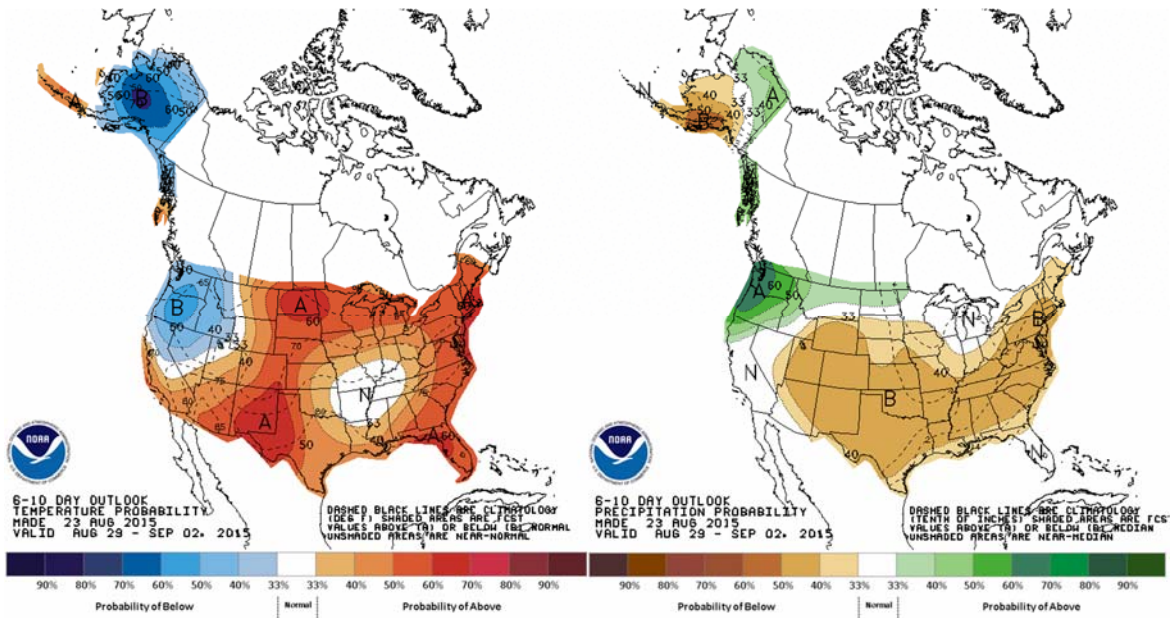 B
A
N
A
A
A
B
A
N
A
B
N
N
B
B
N
NOAA
6-10 DAY OUTLOOK
TEMPERATURE PROBABILITY
MADE 23 AUG 2015
VALID AUG 29 - SEP 02, 2015
DASHED BLACK LINES ARE CLIMATOLOGY
(DEG F) SHADED AREAS ARE FCST
VALUES ABOVE (A) OR BELOW (B) NORMAL
UNSHADED AREAS ARE NEAR-NORMAL
NOAA
6-10 DAY OUTLOOK
PRECIPITATION PROBABILITY
MADE 23 AUG 2015
VALID AUG 29 - SEP 02, 2015
DASHED BLACK LINES ARE CLIMATOLOGY
(TENTH OF INCHES) SHADED AREAS ARE FCST
VALUES ABOVE (A) OR BELOW (B) MEDIAN
UNSHADED AREAS ARE NEAR-MEDIAN
90% 80% 70% 60% 50% 40% 33% 33% 40% 50% 60% 70% 80% 90%
Probability of Below Normal Probability of Above
90% 80% 70% 60% 50% 40% 33% 33% 40% 50% 60% 70% 80% 90%
Probability of Below Normal Probability of Above